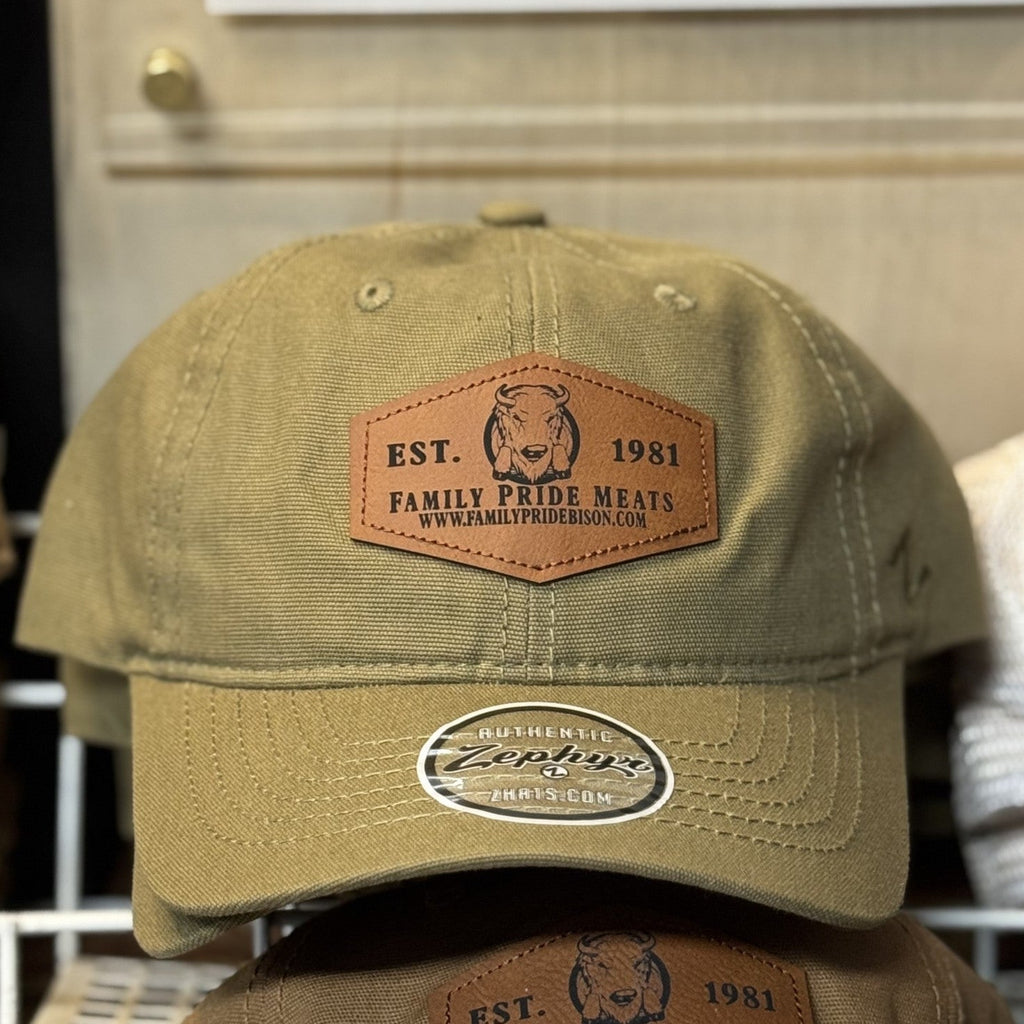 EST. 1981
FAMILY PRIDE MEATS
WWW.FAMILYPRIDEBISON.COM
Z
AUTHENTIC
Zephyr
Z
ZHATS.COM
EST. 1981